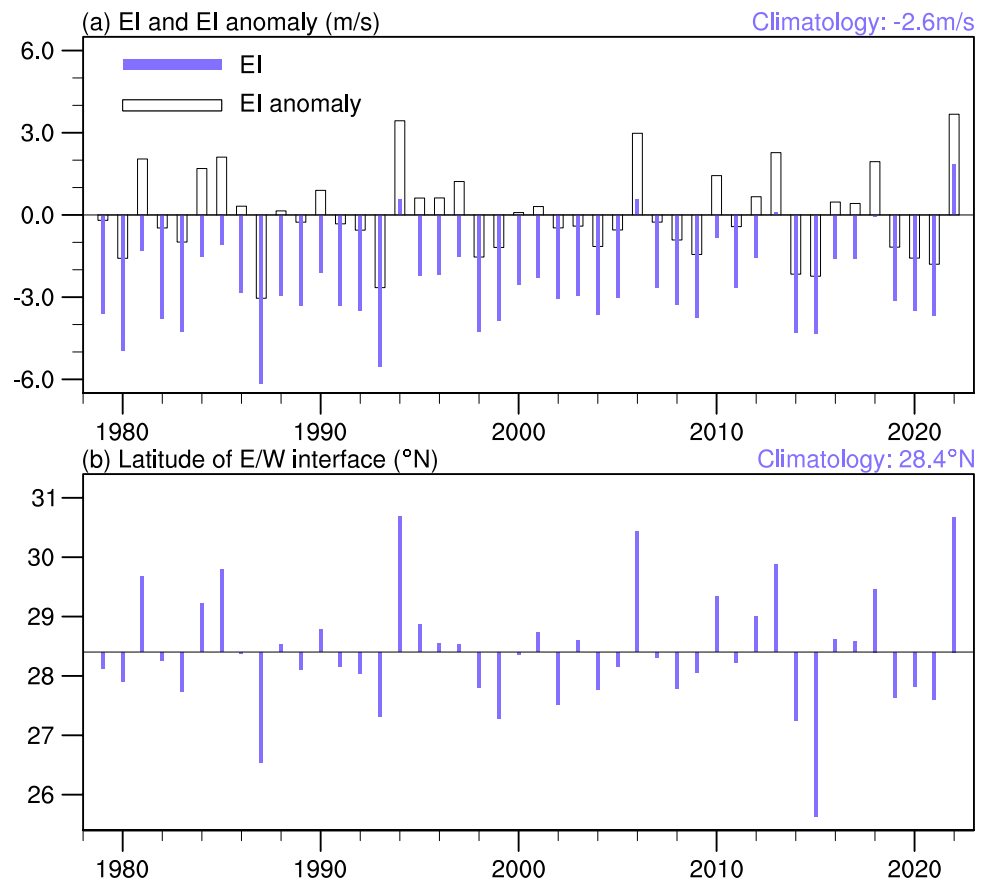 (a) EI and EI anomaly (m/s) Climatology: -2.6m/s
6.0
EI
EI anomaly
3.0
0.0
-3.0
-6.0
1980 1990 2000 2010 2020
(b) Latitude of E/W interface (°N) Climatology: 28.4°N
31
30
29
28
27
26
1980 1990 2000 2010 2020